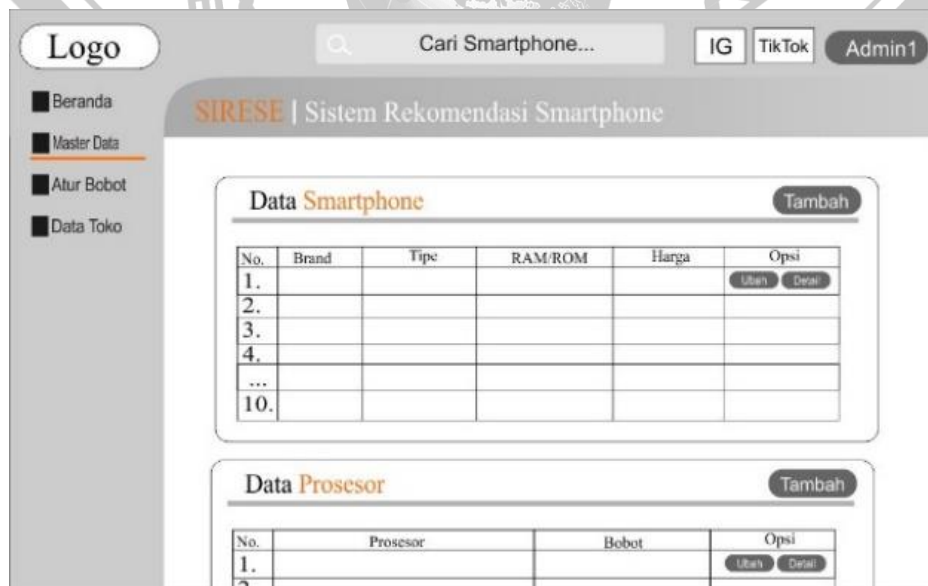 Logo
Cari Smartphone...
IG
TikTok
Admin1
Beranda
Master Data
Atur Bobot
Data Toko
SIRESE | Sistem Rekomendasi Smartphone
Data Smartphone
Tambah
No. Brand Tipe RAM/ROM Harga Opsi
1. Ubah Detail
2.
3.
4.
...
10.
Data Prosesor
Tambah
No. Prosesor Bobot Opsi
1. Ubah Detail
2.